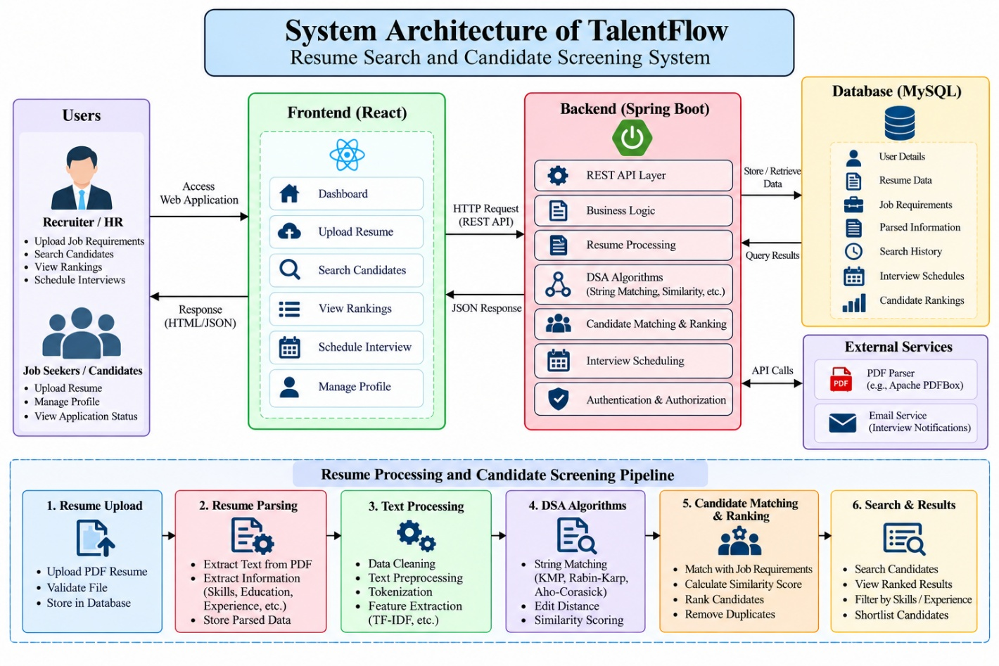 System Architecture of TalentFlow
Resume Search and Candidate Screening System
Users
Recruiter / HR
• Upload Job Requirements
• Search Candidates
• View Rankings
• Schedule Interviews
Job Seekers / Candidates
• Upload Resume
• Manage Profile
• View Application Status
Access
Web Application
Response
(HTML/JSON)
Frontend (React)
Dashboard
Upload Resume
Search Candidates
View Rankings
Schedule Interview
Manage Profile
HTTP Request
(REST API)
JSON Response
Backend (Spring Boot)
REST API Layer
Business Logic
Resume Processing
DSA Algorithms
(String Matching, Similarity, etc.)
Candidate Matching & Ranking
Interview Scheduling
Authentication & Authorization
Store / Retrieve
Data
Query Results
API Calls
Database (MySQL)
User Details
Resume Data
Job Requirements
Parsed Information
Search History
Interview Schedules
Candidate Rankings
External Services
PDF
PDF Parser
(e.g., Apache PDFBox)
Email Service
(Interview Notifications)
Resume Processing and Candidate Screening Pipeline
1. Resume Upload
• Upload PDF Resume
• Validate File
• Store in Database
2. Resume Parsing
• Extract Text from PDF
• Extract Information
(Skills, Education,
Experience, etc.)
• Store Parsed Data
3. Text Processing
• Data Cleaning
• Text Preprocessing
• Tokenization
• Feature Extraction
(TF-IDF, etc.)
4. DSA Algorithms
• String Matching
(KMP, Rabin-Karp,
Aho-Corasick)
• Edit Distance
• Similarity Scoring
5. Candidate Matching
& Ranking
• Match with Job Requirements
• Calculate Similarity Score
• Rank Candidates
• Remove Duplicates
6. Search & Results
• Search Candidates
• View Ranked Results
• Filter by Skills / Experience
• Shortlist Candidates